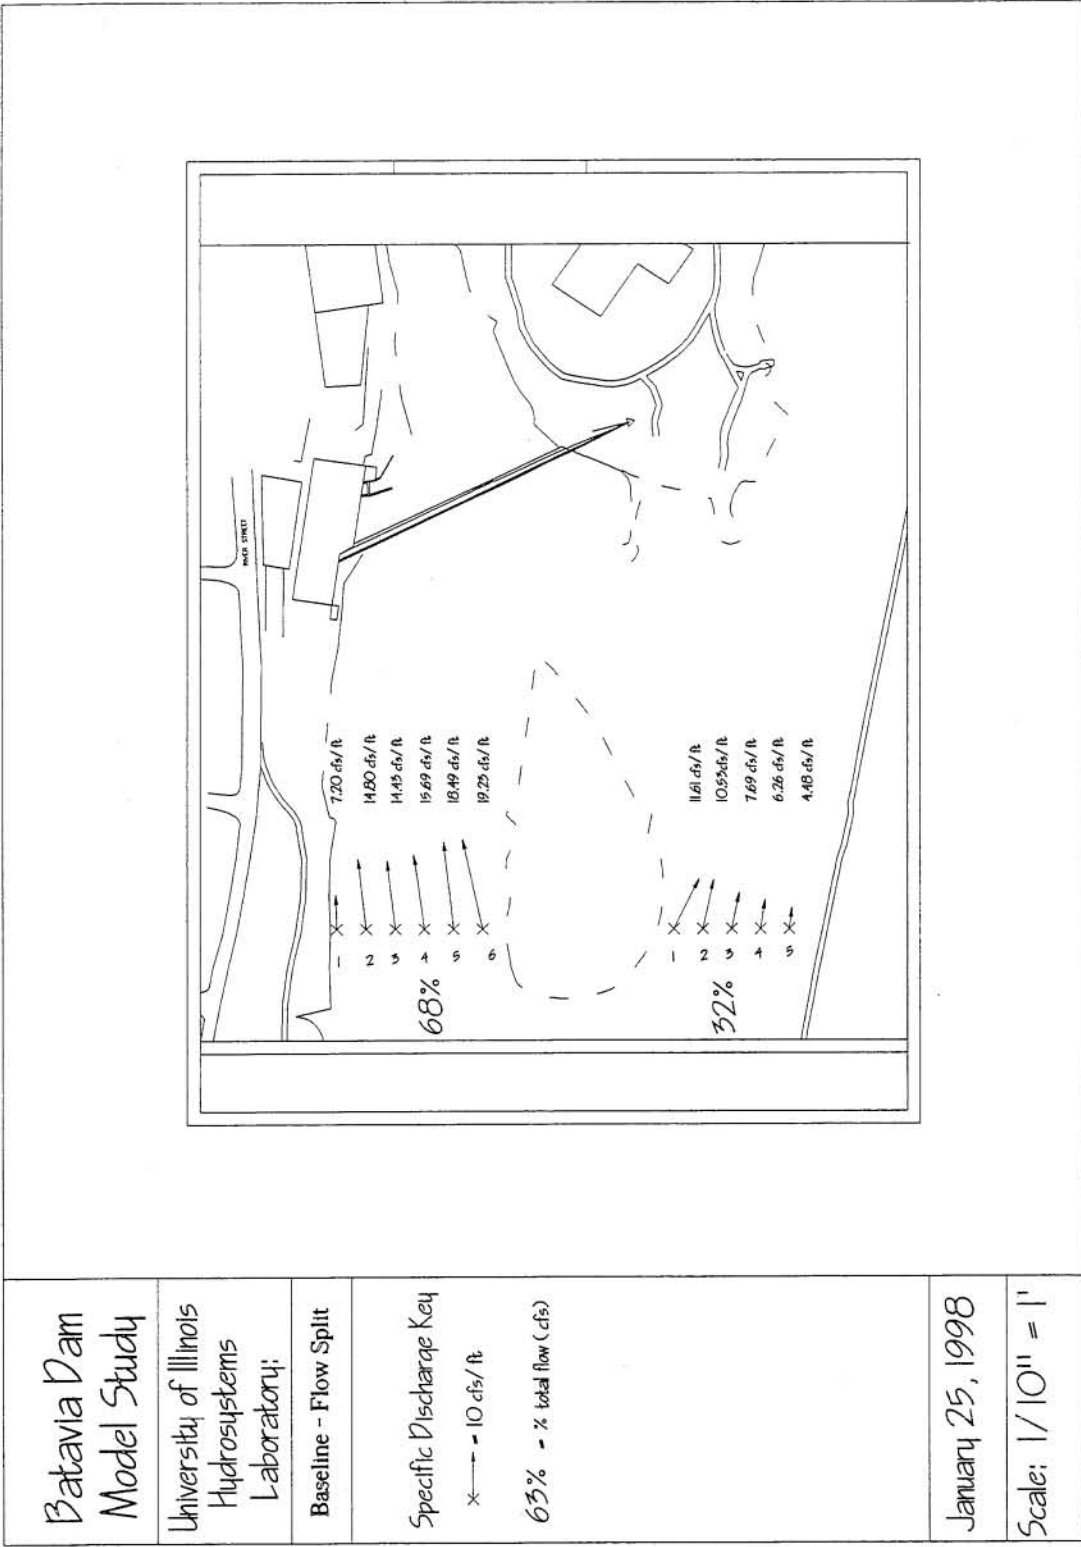 Batavia Dam
Model Study
University of Illinois
Hydrosystems
Laboratory:
Baseline - Flow Split
Specific Discharge Key
- 10 cfs/ft
63% - % total flow (cfs)
January 25, 1998
Scale: 1/10" = 1'
RIVER STREET
68%
1 7.20 cfs/ft
2 14.80 cfs/ft
3 14.43 cfs/ft
4 15.69 cfs/ft
5 18.49 cfs/ft
6 19.23 cfs/ft
32%
1 11.61 cfs/ft
2 10.53 cfs/ft
3 7.69 cfs/ft
4 6.26 cfs/ft
5 4.48 cfs/ft